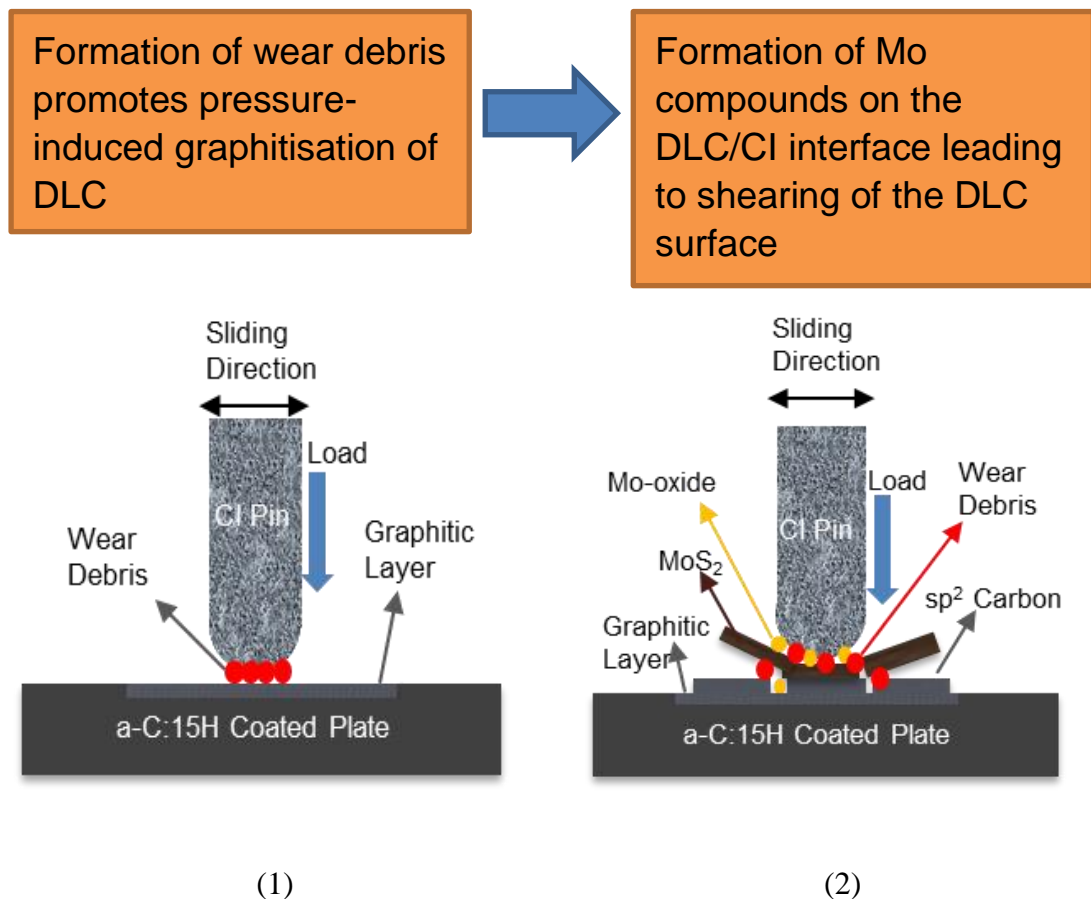 Formation of wear debris
promotes pressure-
induced graphitisation of
DLC
Formation of Mo
compounds on the
DLC/CI interface leading
to shearing of the DLC
surface
Sliding
Direction
Load
CI Pin
Wear
Debris
Graphitic
Layer
a-C:15H Coated Plate
(1)
Sliding
Direction
Mo-oxide
Load
Wear
Debris
CI Pin
MoS₂
sp² Carbon
Graphitic
Layer
a-C:15H Coated Plate
(2)